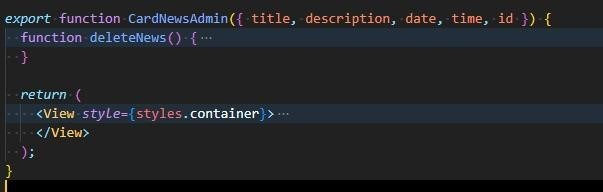 export function CardNewsAdmin({ title, description, date, time, id }) {
  function deleteNews() { ···
  }
  return (
    <View style={styles.container}> ···
    </View>
  );
}